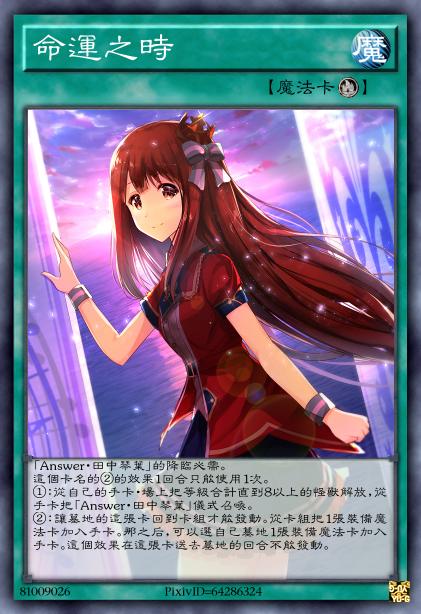 命運之時
魔
【魔法卡】
「Answer・田中琴葉」的降臨必需。
這個卡名的②的效果1回合只能使用1次。
①：從自己的手卡・場上把等級合計直到8以上的怪獸解放，從
手卡把「Answer・田中琴葉」儀式召喚。
②：讓墓地的這張卡回到卡組才能發動。從卡組把1張裝備魔
法卡加入手卡。那之后，可以選自己墓地1張裝備魔法卡加入
手卡。這個效果在這張卡送去墓地的回合不能發動。
81009026
PixivID=64286324